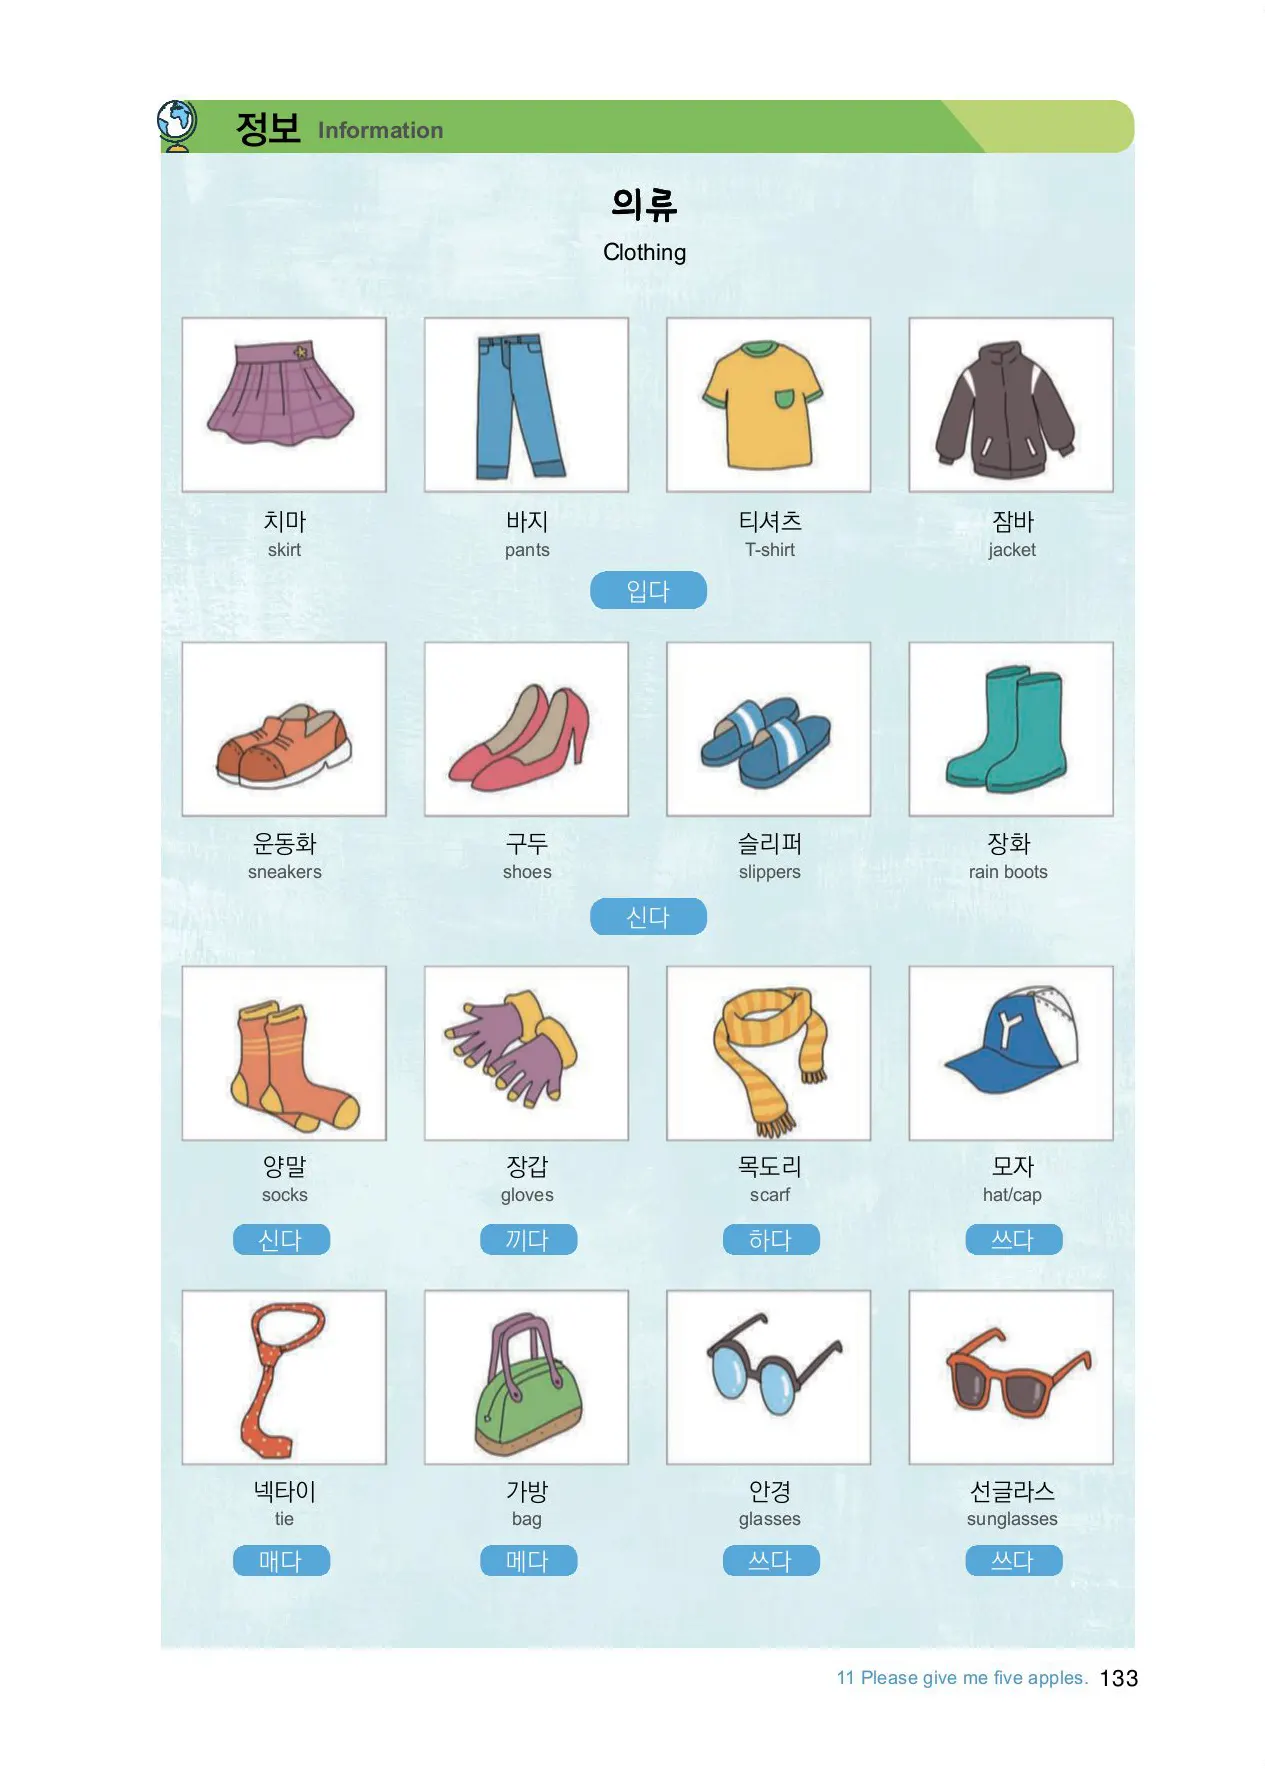 정보 Information
의류
Clothing
치마 바지 티셔츠 잠바
skirt pants T-shirt jacket
입다
운동화 구두 슬리퍼 장화
sneakers shoes slippers rain boots
신다
양말 장갑 목도리 모자
socks gloves scarf hat/cap
신다 끼다 하다 쓰다
넥타이 가방 안경 선글라스
tie bag glasses sunglasses
매다 메다 쓰다 쓰다
11 Please give me five apples. 133